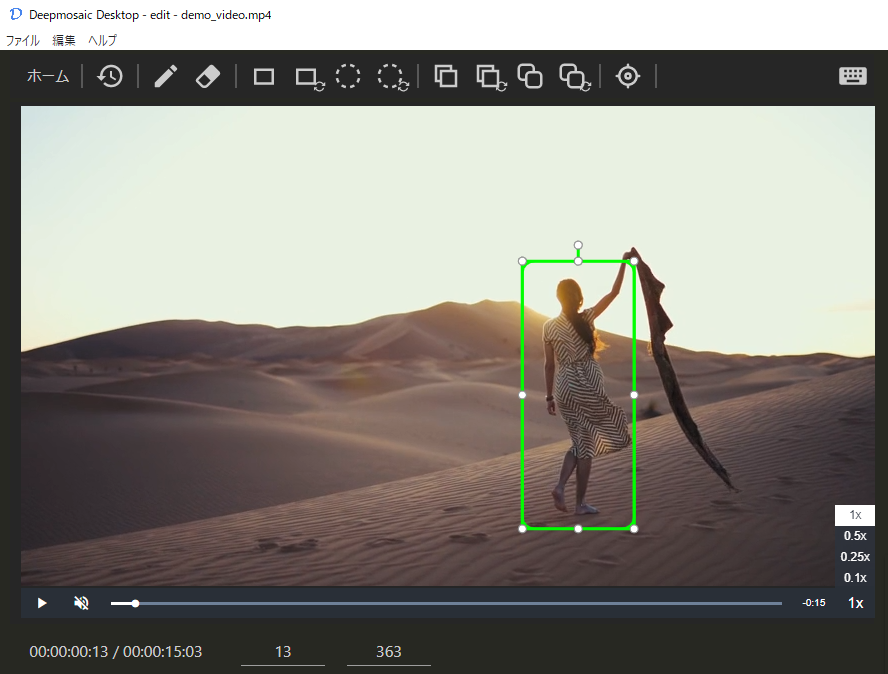 Deepmosaic Desktop - edit - demo_video.mp4
ファイル 編集 ヘルプ
ホーム
1x
0.5x
0.25x
0.1x
-0:15 1x
00:00:00:13 / 00:00:15:03 13 363